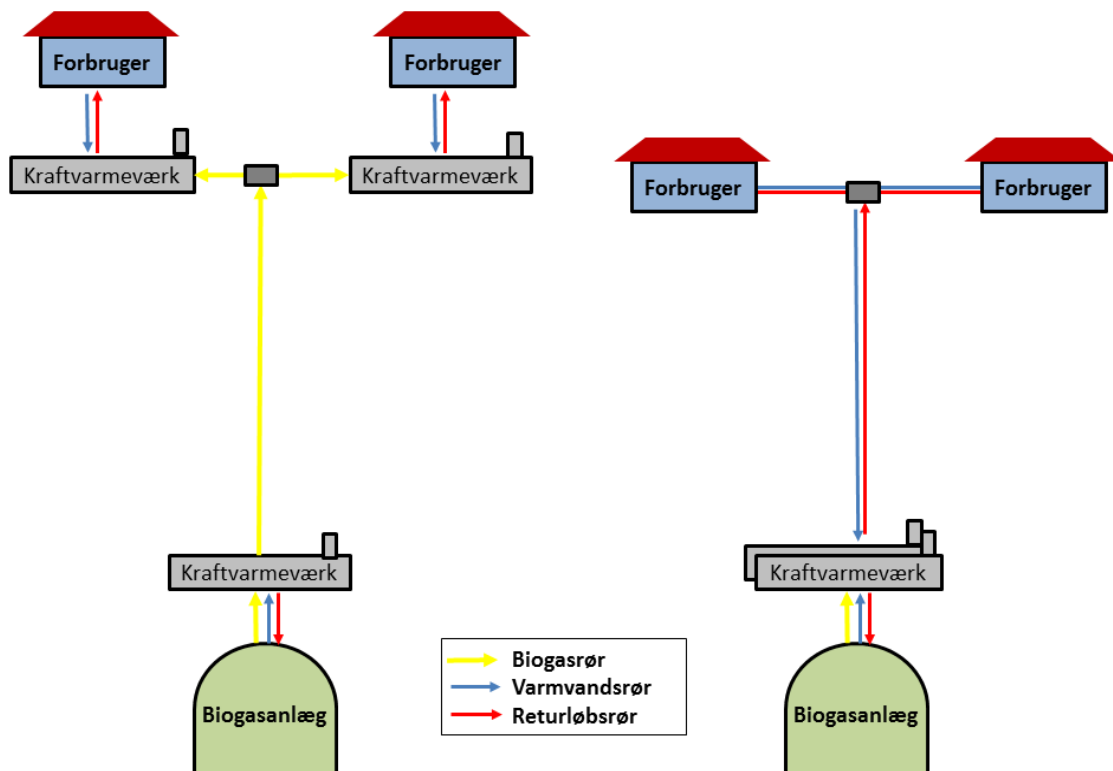 Forbruger
Forbruger
Kraftvarmeværk
Kraftvarmeværk
Forbruger
Forbruger
Kraftvarmeværk
Kraftvarmeværk
Biogasrør
Varmvandsrør
Returløbsrør
Biogasanlæg
Biogasanlæg